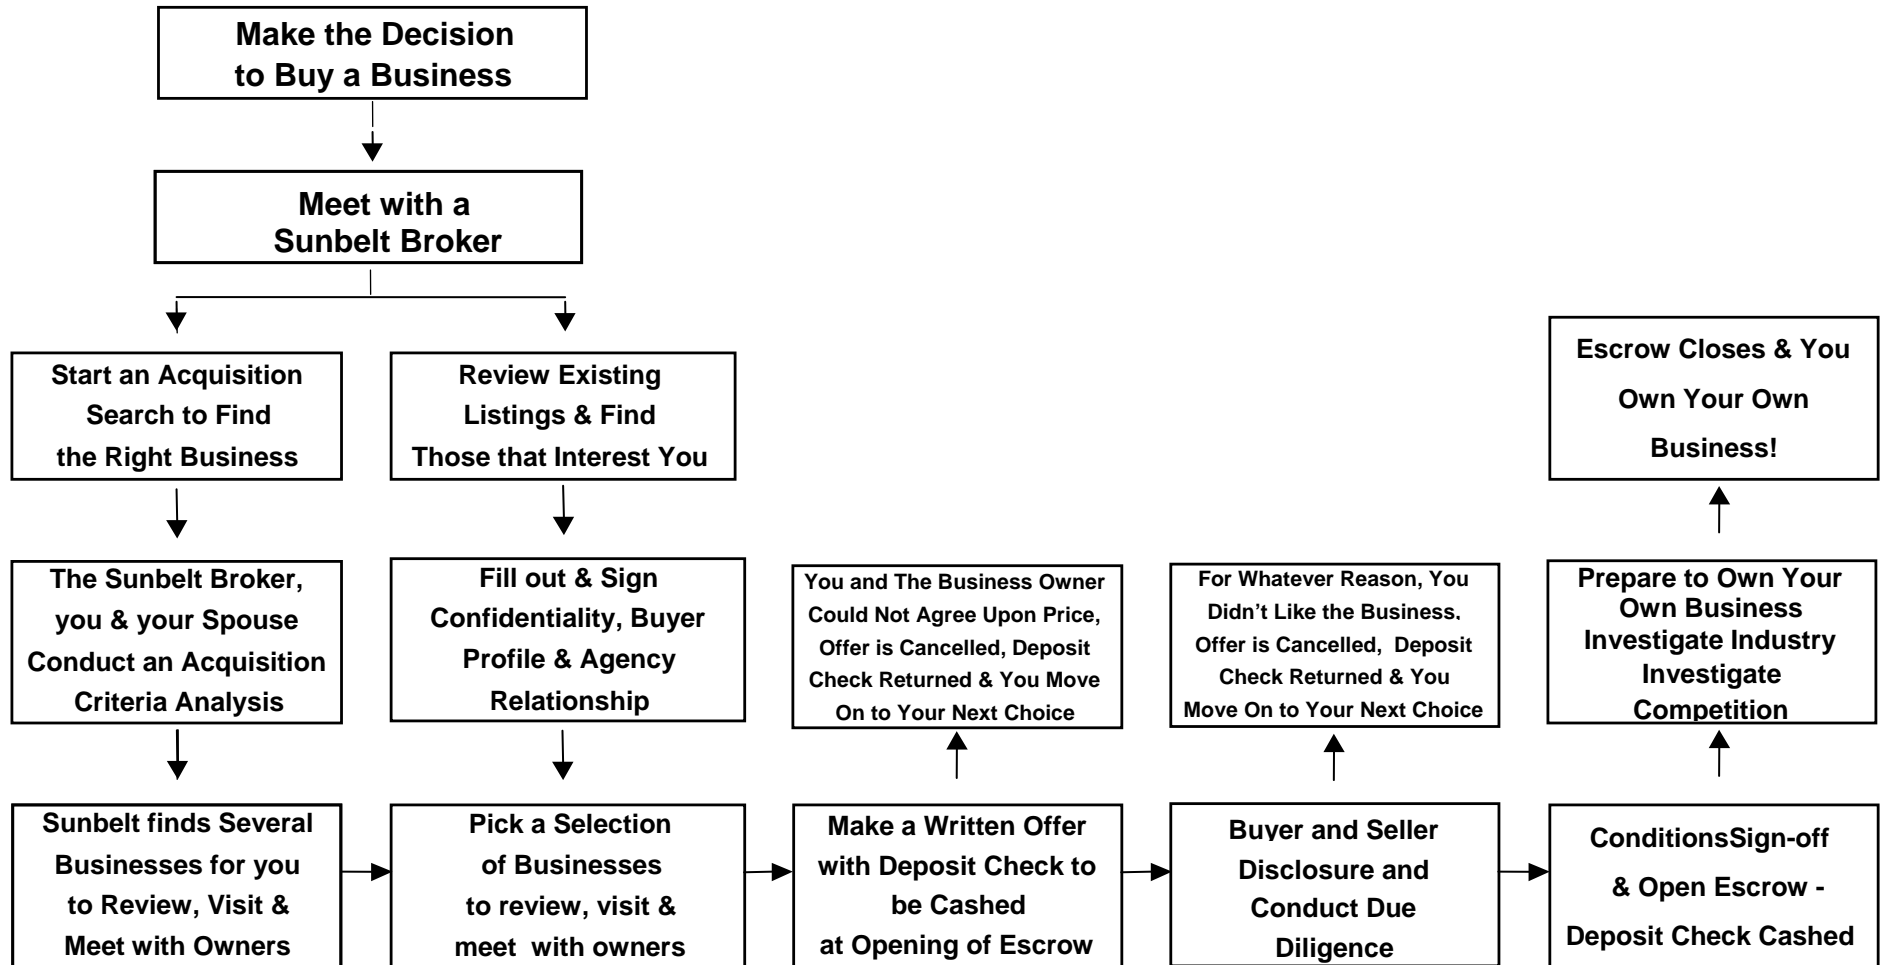 Make the Decision
to Buy a Business
Meet with a
Sunbelt Broker
Start an Acquisition
Search to Find
the Right Business
Review Existing
Listings & Find
Those that Interest You
Escrow Closes & You
Own Your Own
Business!
The Sunbelt Broker,
you & your Spouse
Conduct an Acquisition
Criteria Analysis
Fill out & Sign
Confidentiality, Buyer
Profile & Agency
Relationship
You and The Business Owner
Could Not Agree Upon Price,
Offer is Cancelled, Deposit
Check Returned & You Move
On to Your Next Choice
For Whatever Reason, You
Didn’t Like the Business,
Offer is Cancelled, Deposit
Check Returned & You
Move On to Your Next Choice
Prepare to Own Your
Own Business
Investigate Industry
Investigate
Competition
Sunbelt finds Several
Businesses for you
to Review, Visit &
Meet with Owners
Pick a Selection
of Businesses
to review, visit &
meet with owners
Make a Written Offer
with Deposit Check to
be Cashed
at Opening of Escrow
Buyer and Seller
Disclosure and
Conduct Due
Diligence
ConditionsSign-off
& Open Escrow -
Deposit Check Cashed